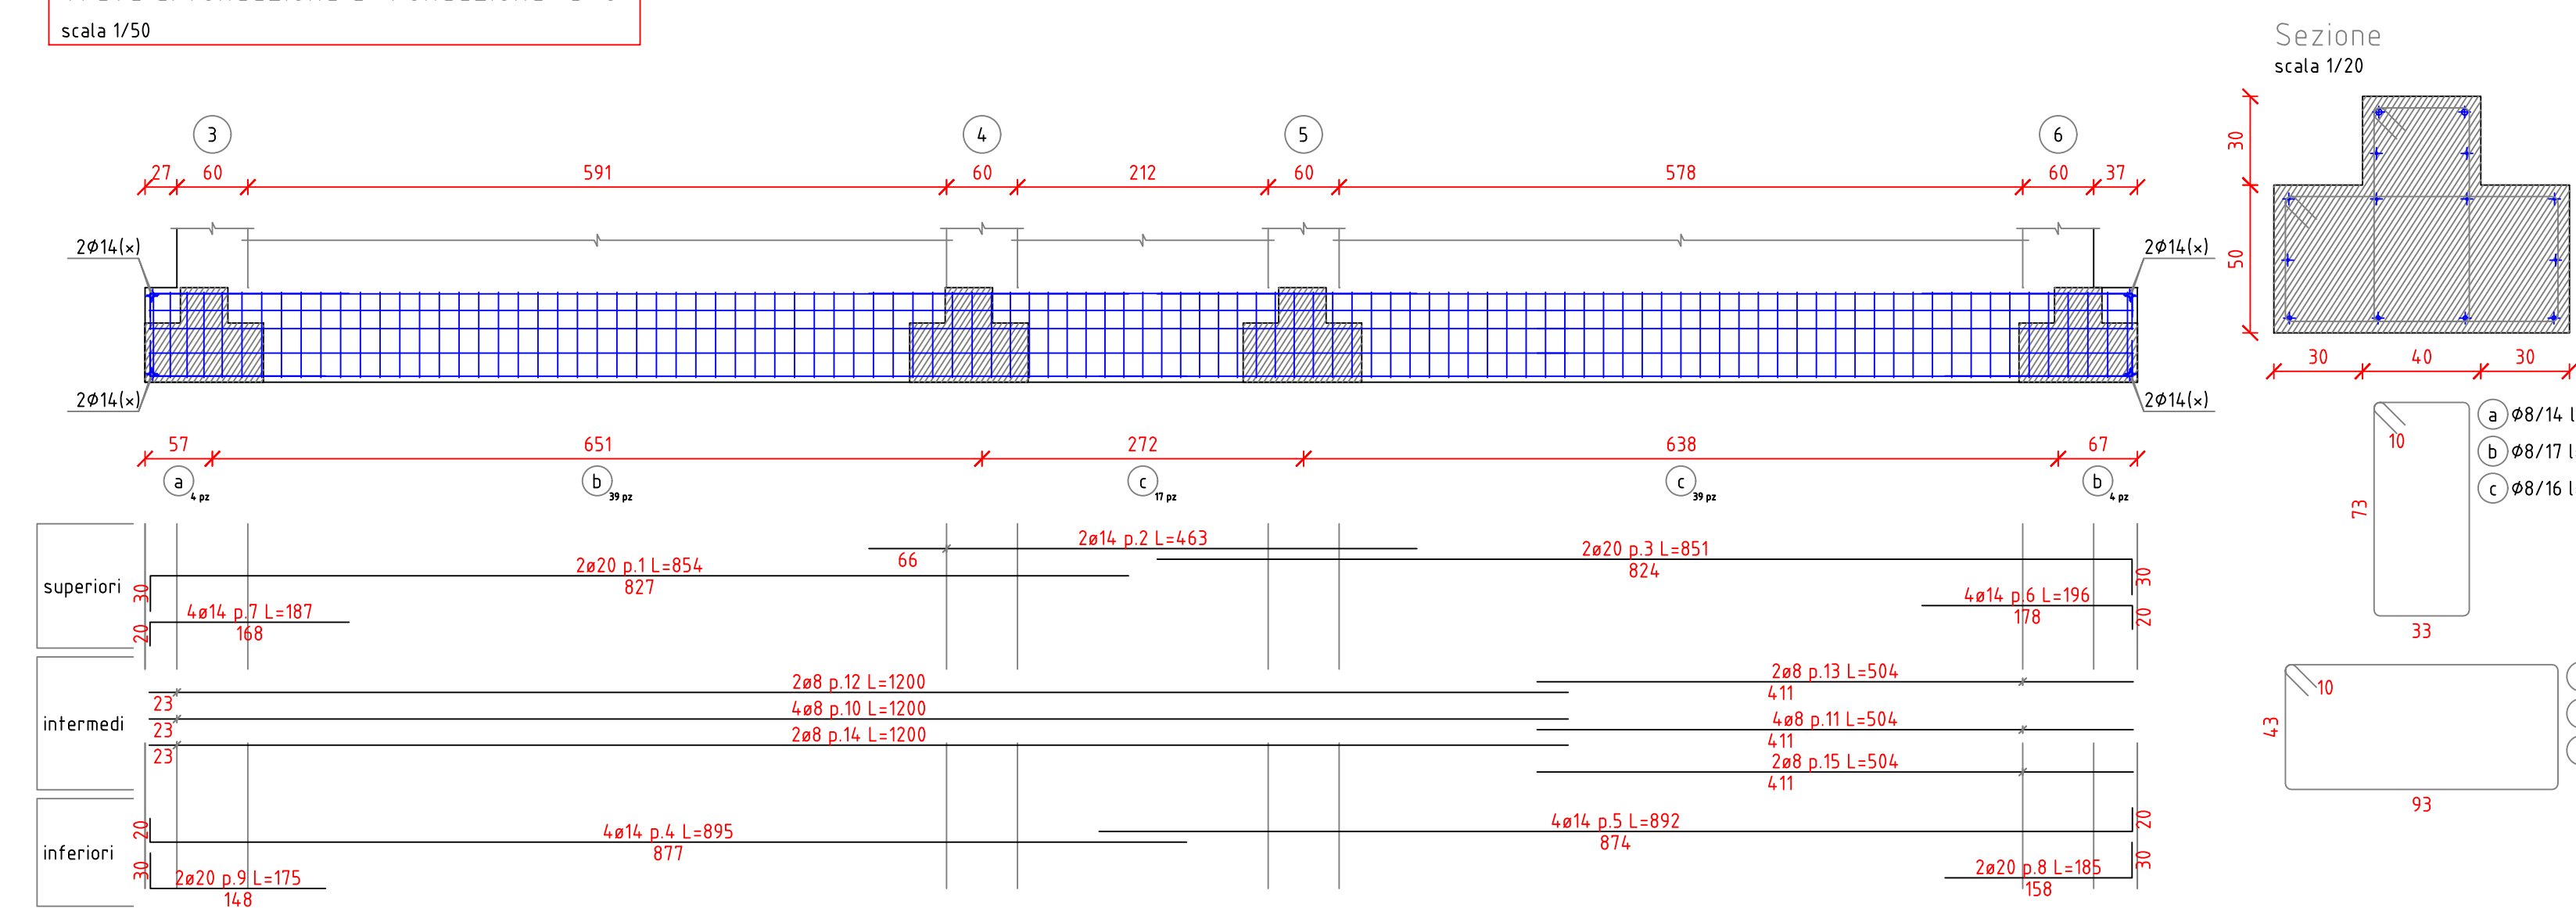 scala 1/50
Sezione
scala 1/20
3 4 5 6
27 60 591 60 212 60 578 60 37
2Ø14(x) 2Ø14(x)
2Ø14(x) 2Ø14(x)
57 651 272 638 67
a 4 pz b 39 pz c 17 pz c 39 pz b 4 pz
30
50
30 40 30
a Ø8/14 l
b Ø8/17 l
c Ø8/16 l
10
73
33
10
43
93
superiori
2ø14 p.2 L=463
66
2ø20 p.3 L=851
824
30
2ø20 p.1 L=854
827
30
4ø14 p.6 L=196
178
20
4ø14 p.7 L=187
168
20
intermedi
2ø8 p.13 L=504
411
2ø8 p.12 L=1200
23
4ø8 p.10 L=1200
23
4ø8 p.11 L=504
411
2ø8 p.14 L=1200
23
2ø8 p.15 L=504
411
inferiori
4ø14 p.5 L=892
874
20
4ø14 p.4 L=895
877
20
2ø20 p.8 L=185
158
30
2ø20 p.9 L=175
148
30